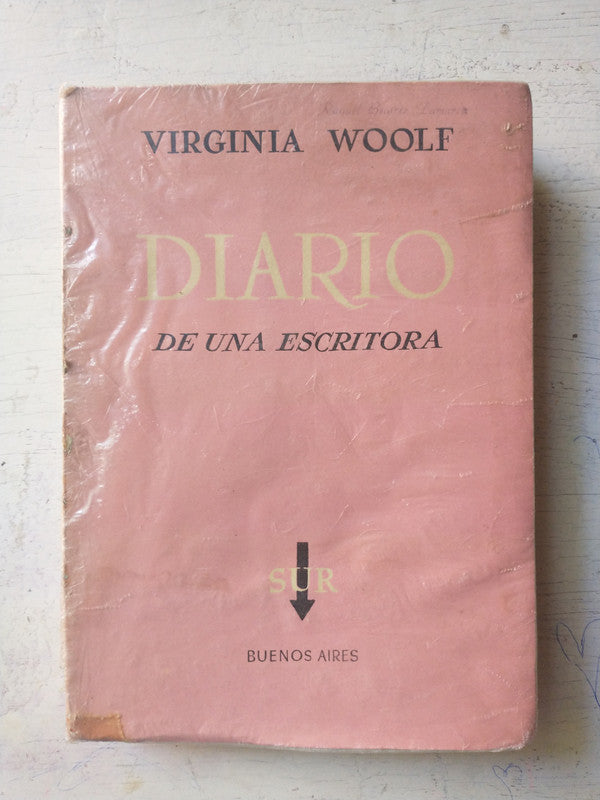 VIRGINIA WOOLF
DIARIO
DE UNA ESCRITORA
SUR
BUENOS AIRES